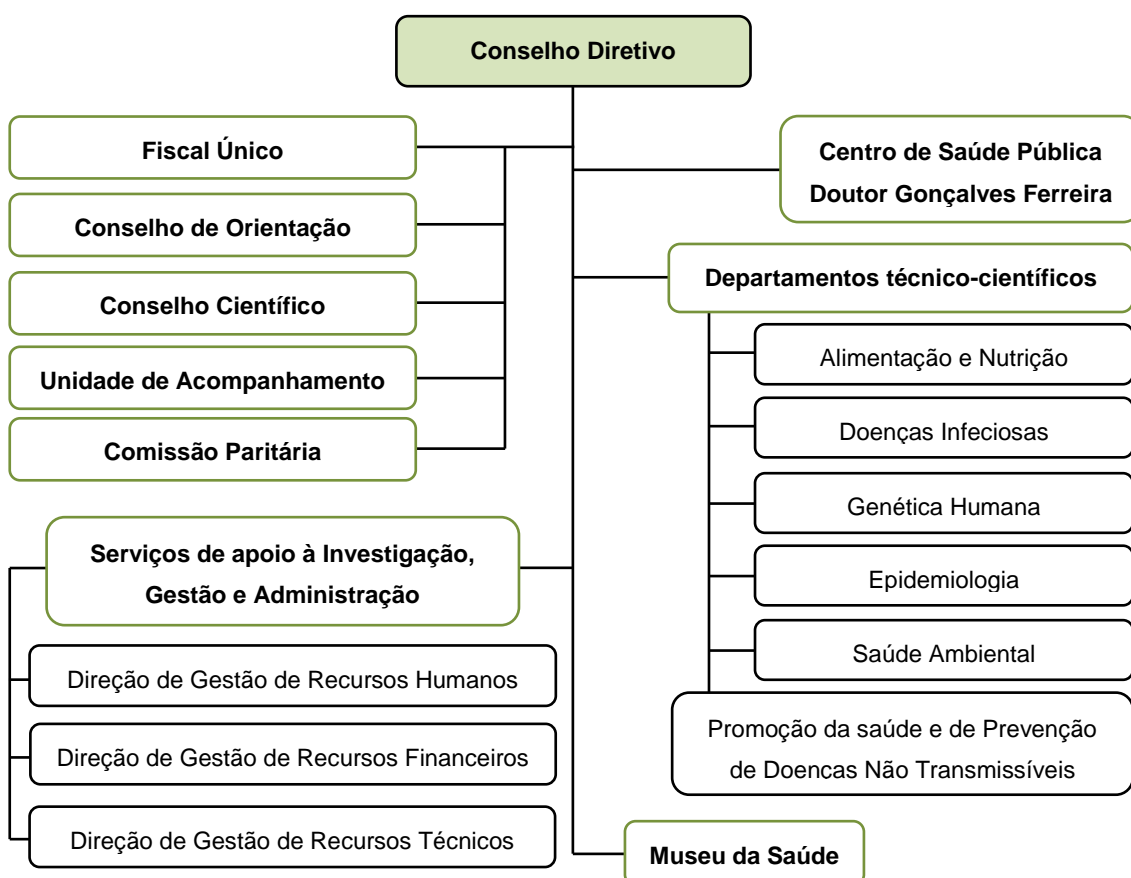 Conselho Diretivo
Fiscal Único
Conselho de Orientação
Conselho Científico
Unidade de Acompanhamento
Comissão Paritária
Serviços de apoio à Investigação,
Gestão e Administração
Direção de Gestão de Recursos Humanos
Direção de Gestão de Recursos Financeiros
Direção de Gestão de Recursos Técnicos
Centro de Saúde Pública
Doutor Gonçalves Ferreira
Departamentos técnico-científicos
Alimentação e Nutrição
Doenças Infeciosas
Genética Humana
Epidemiologia
Saúde Ambiental
Promoção da saúde e de Prevenção
de Doencas Não Transmissíveis
Museu da Saúde